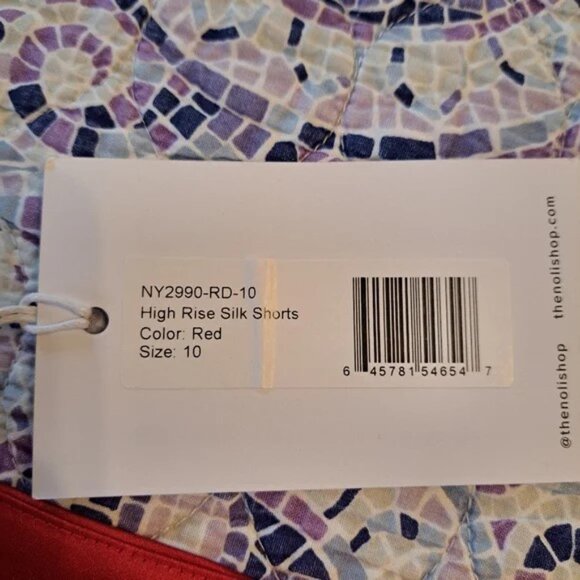 NY2990-RD-10
High Rise Silk Shorts
Color: Red
Size: 10
6 45781 54654 7
@thenolishop thenolishop.com